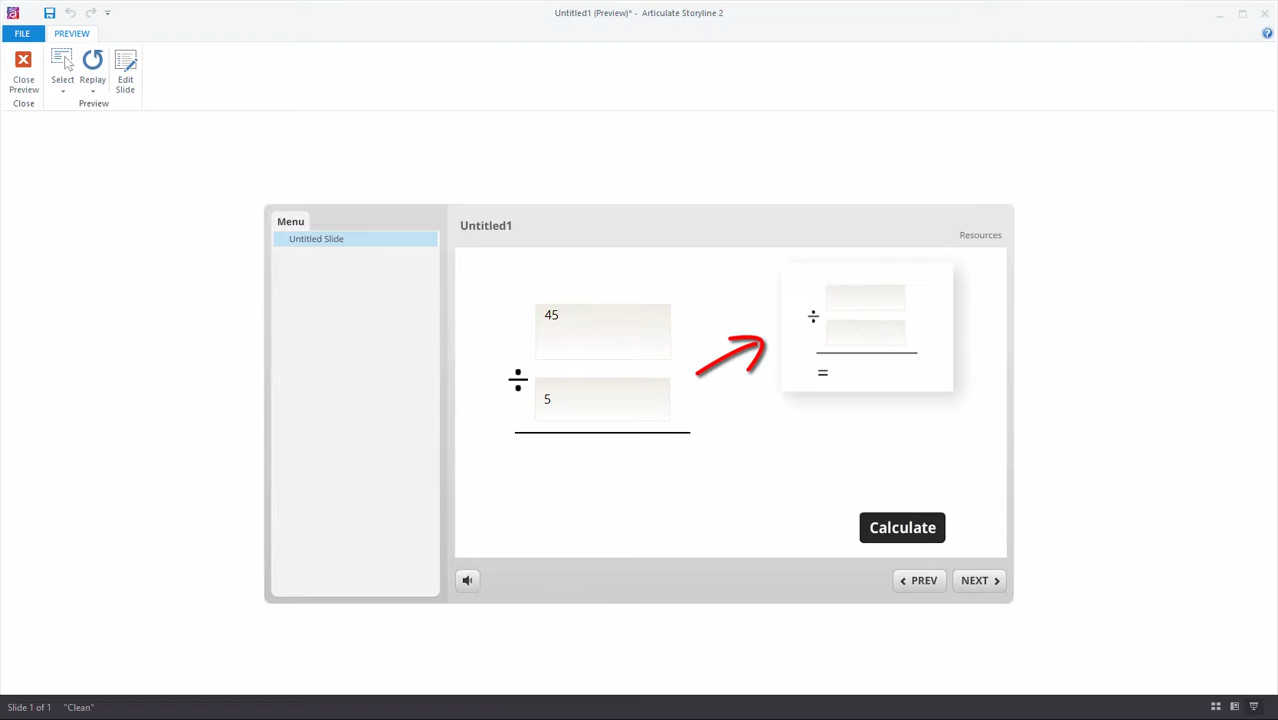 Untitled1 (Preview)* - Articulate Storyline 2
FILE
PREVIEW
Close Preview
Select
Replay
Edit Slide
Close
Preview
Menu
Untitled Slide
Untitled1
Resources
45
÷
5
÷
=
Calculate
PREV
NEXT
Slide 1 of 1
"Clean"